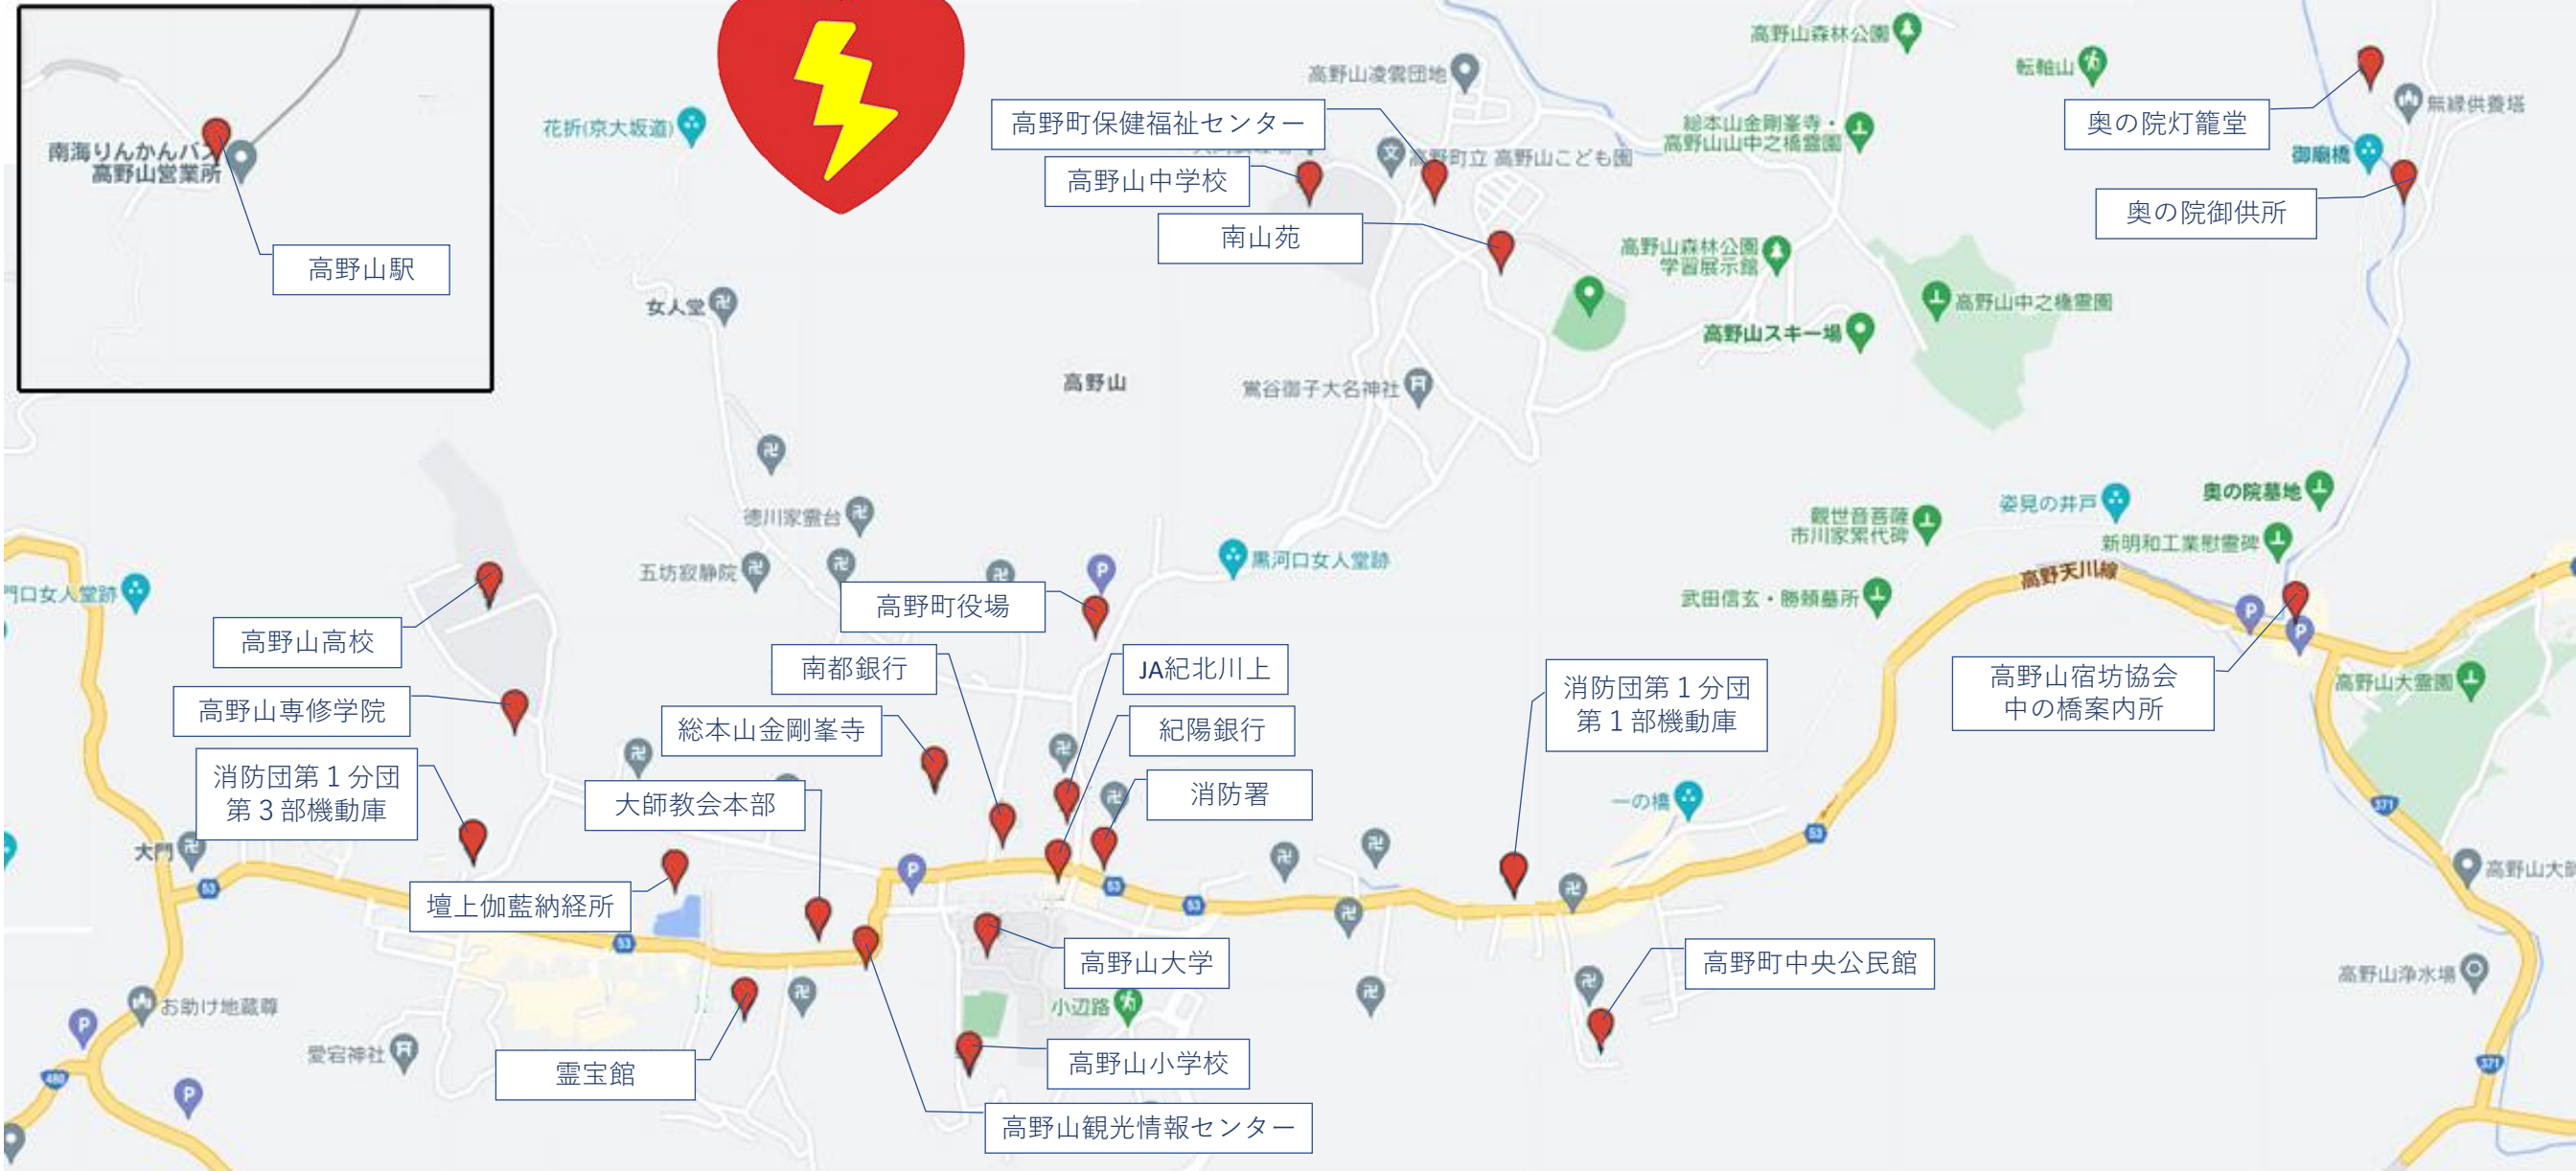 南海りんかんバス
高野山営業所
高野山駅
花折(京大坂道)
高野山凌雲団地
高野山森林公園
転軸山
高野町保健福祉センター
高野町立 高野山こども園
高野山中学校
南山苑
総本山金剛峯寺・
高野山山中之橋霊園
奥の院灯籠堂
無縁供養塔
御廟橋
奥の院御供所
高野山森林公園
学習展示館
高野山中之橋霊園
高野山スキー場
女人堂
高野山
鶯谷御子大名神社
徳川家霊台
五坊寂静院
黒河口女人堂跡
P
観世音菩薩
市川家累代碑
姿見の井戸
奥の院墓地
新明和工業慰霊碑
高野天川線
武田信玄・勝頼墓所
P
P
門口女人堂跡
高野山高校
高野町役場
高野山専修学院
南都銀行
JA紀北川上
総本山金剛峯寺
紀陽銀行
消防団第1分団
第1部機動庫
高野山宿坊協会
中の橋案内所
高野山大霊園
消防団第1分団
第3部機動庫
大師教会本部
消防署
一の橋
371
53
大門
53
P
53
53
高野山大師
壇上伽藍納経所
53
高野山大学
高野町中央公民館
高野山浄水場
お助け地蔵尊
P
小辺路
愛宕神社
霊宝館
高野山小学校
480
P
371
高野山観光情報センター